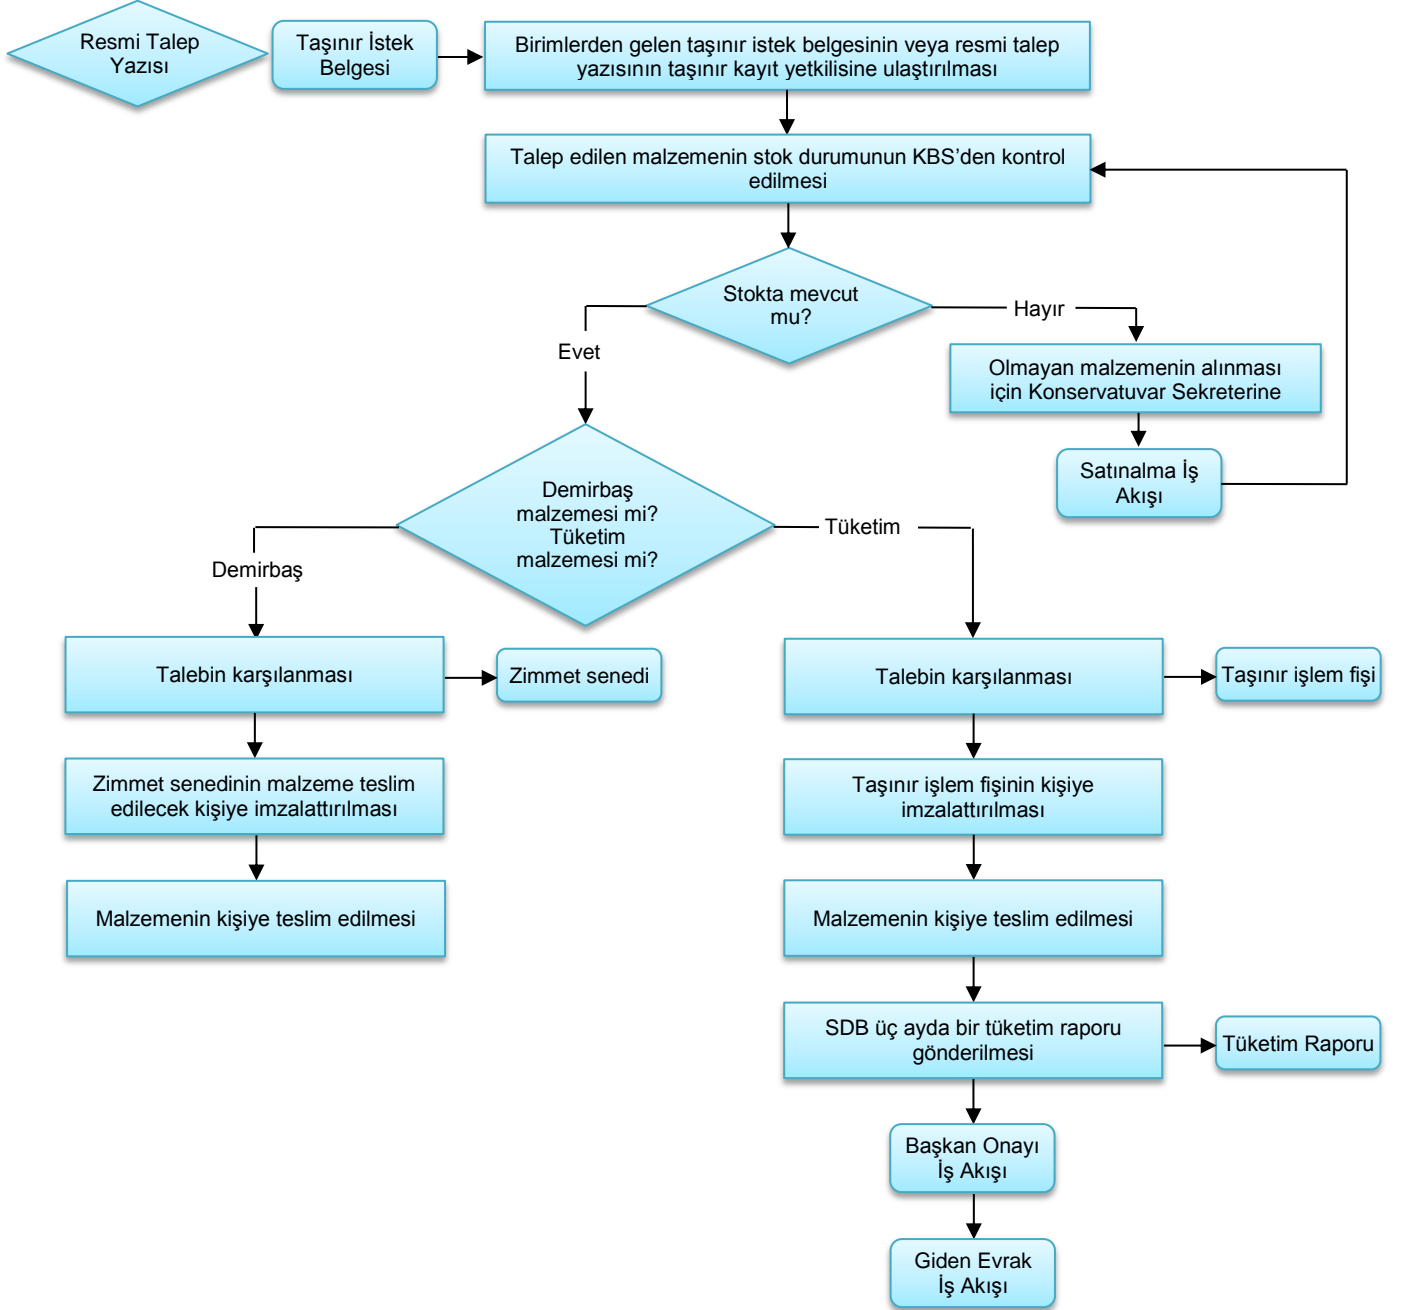 Resmi Talep
Yazısı
Taşınır İstek
Belgesi
Birimlerden gelen taşınır istek belgesinin veya resmi talep
yazısının taşınır kayıt yetkilisine ulaştırılması
Talep edilen malzemenin stok durumunun KBS’den kontrol
edilmesi
Stokta mevcut
mu?
Hayır
Evet
Olmayan malzemenin alınması
için Konservatuvar Sekreterine
Satınalma İş
Akışı
Demirbaş
malzemesi mi?
Tüketim
malzemesi mi?
Tüketim
Demirbaş
Talebin karşılanması
Zimmet senedi
Talebin karşılanması
Taşınır işlem fişi
Zimmet senedinin malzeme teslim
edilecek kişiye imzalattırılması
Taşınır işlem fişinin kişiye
imzalattırılması
Malzemenin kişiye teslim edilmesi
Malzemenin kişiye teslim edilmesi
SDB üç ayda bir tüketim raporu
gönderilmesi
Tüketim Raporu
Başkan Onayı
İş Akışı
Giden Evrak
İş Akışı